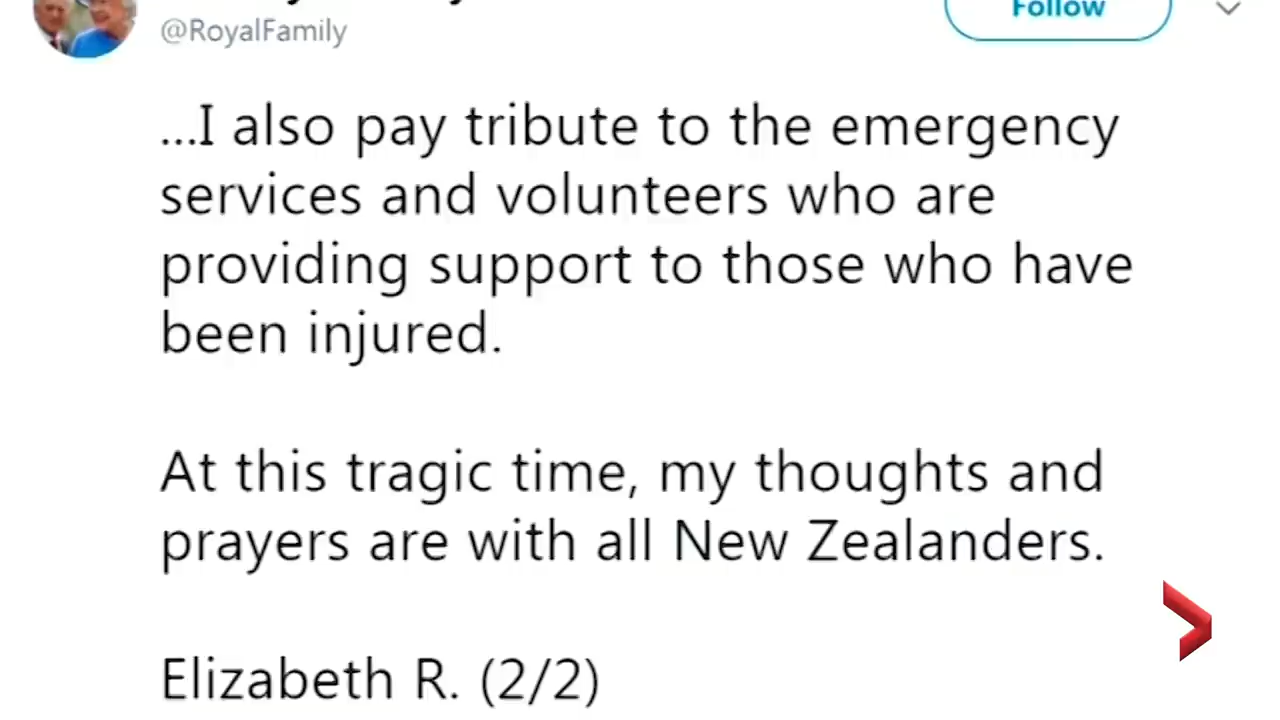 @RoyalFamily
Follow
...I also pay tribute to the emergency
services and volunteers who are
providing support to those who have
been injured.
At this tragic time, my thoughts and
prayers are with all New Zealanders.
Elizabeth R. (2/2)